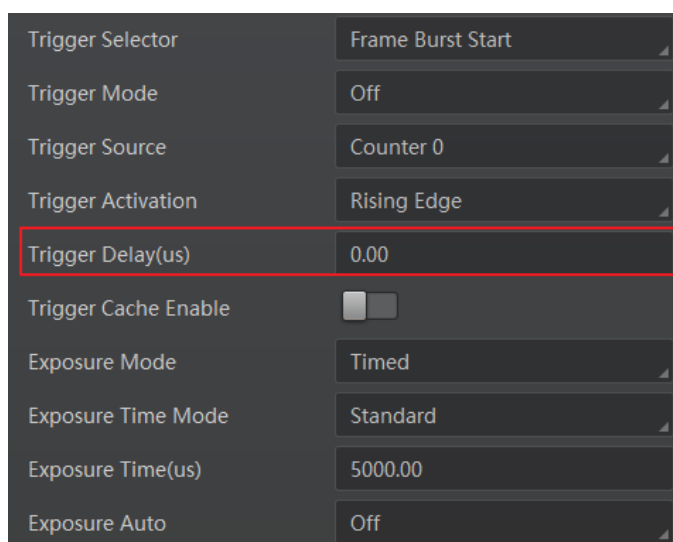 Trigger Selector Frame Burst Start
Trigger Mode Off
Trigger Source Counter 0
Trigger Activation Rising Edge
Trigger Delay(us) 0.00
Trigger Cache Enable
Exposure Mode Timed
Exposure Time Mode Standard
Exposure Time(us) 5000.00
Exposure Auto Off